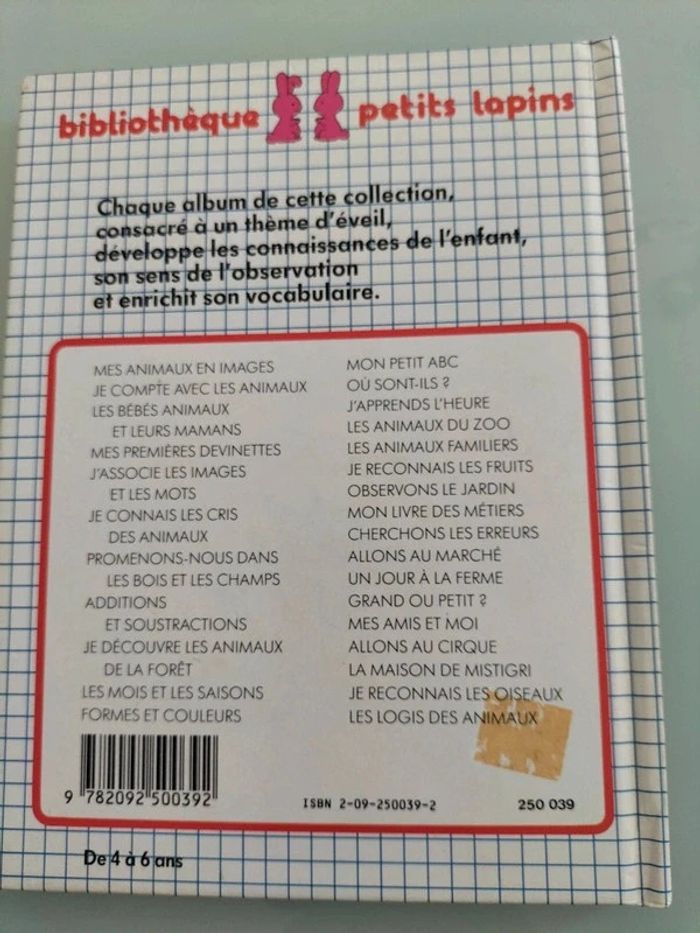 bibliothèque petits lapins
Chaque album de cette collection,
consacré à un thème d'éveil,
développe les connaissances de l'enfant,
son sens de l'observation
et enrichit son vocabulaire.
MES ANIMAUX EN IMAGES
JE COMPTE AVEC LES ANIMAUX
LES BÉBÉS ANIMAUX
ET LEURS MAMANS
MES PREMIÈRES DEVINETTES
J'ASSOCIE LES IMAGES
ET LES MOTS
JE CONNAIS LES CRIS
DES ANIMAUX
PROMENONS-NOUS DANS
LES BOIS ET LES CHAMPS
ADDITIONS
ET SOUSTRACTIONS
JE DÉCOUVRE LES ANIMAUX
DE LA FORÊT
LES MOIS ET LES SAISONS
FORMES ET COULEURS
MON PETIT ABC
OÙ SONT-ILS ?
J'APPRENDS L'HEURE
LES ANIMAUX DU ZOO
LES ANIMAUX FAMILIERS
JE RECONNAIS LES FRUITS
OBSERVONS LE JARDIN
MON LIVRE DES MÉTIERS
CHERCHONS LES ERREURS
ALLONS AU MARCHÉ
UN JOUR À LA FERME
GRAND OU PETIT ?
MES AMIS ET MOI
ALLONS AU CIRQUE
LA MAISON DE MISTIGRI
JE RECONNAIS LES OISEAUX
LES LOGIS DES ANIMAUX
9 782092 500392
ISBN 2-09-250039-2
250 039
De 4 à 6 ans